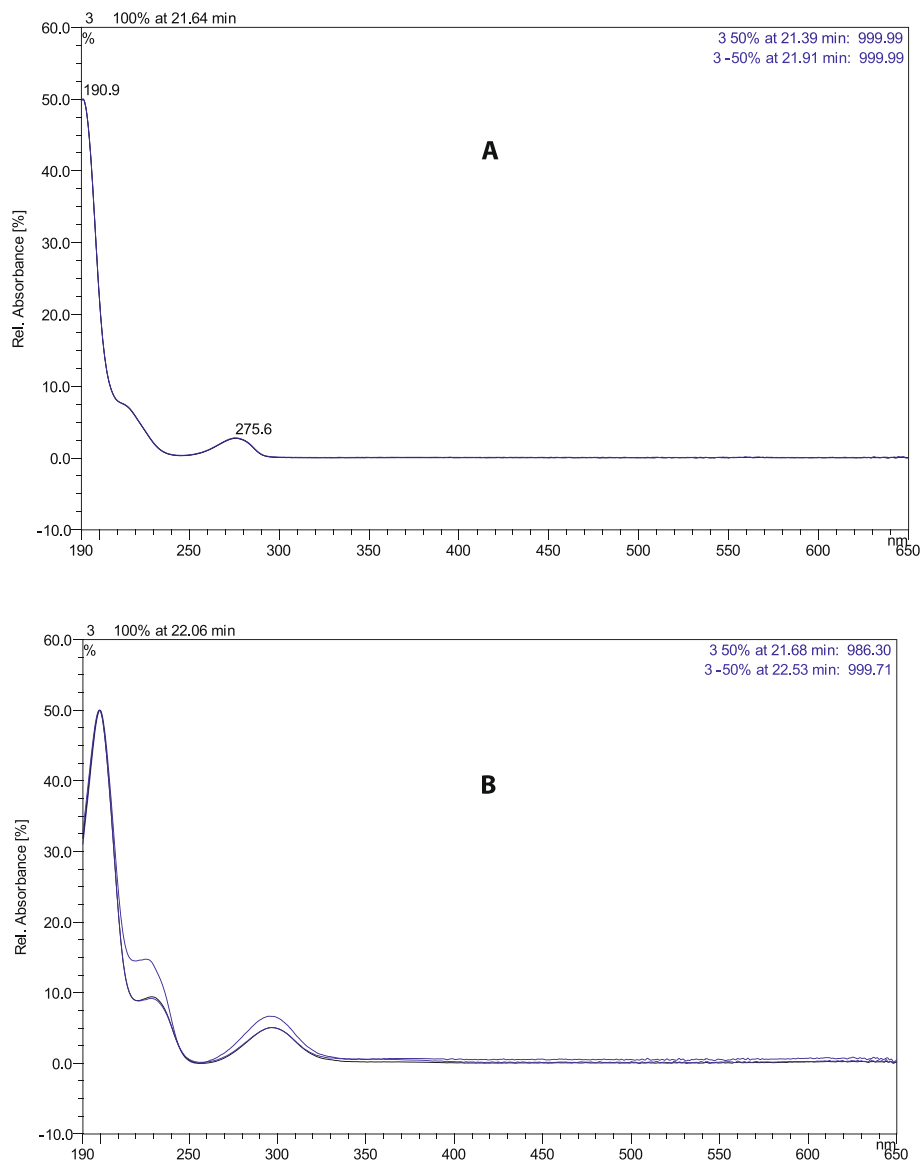 3 100% at 21.64 min
%
3 50% at 21.39 min: 999.99
3 -50% at 21.91 min: 999.99
60.0
50.0
40.0
30.0
20.0
10.0
0.0
-10.0
Rel. Absorbance [%]
190.9
275.6
A
190 250 300 350 400 450 500 550 600 650
nm
3 100% at 22.06 min
%
3 50% at 21.68 min: 986.30
3 -50% at 22.53 min: 999.71
60.0
50.0
40.0
30.0
20.0
10.0
0.0
-10.0
Rel. Absorbance [%]
B
190 250 300 350 400 450 500 550 600 650
nm